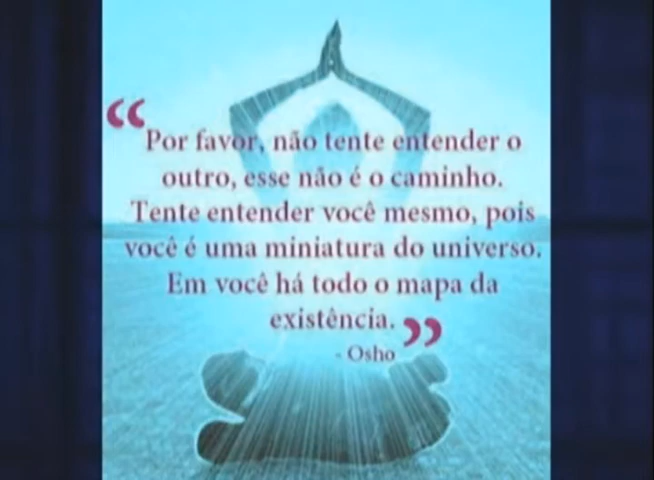 “Por favor, não tente entender o
outro, esse não é o caminho.
Tente entender você mesmo, pois
você é uma miniatura do universo.
Em você há todo o mapa da
existência.”
- Osho